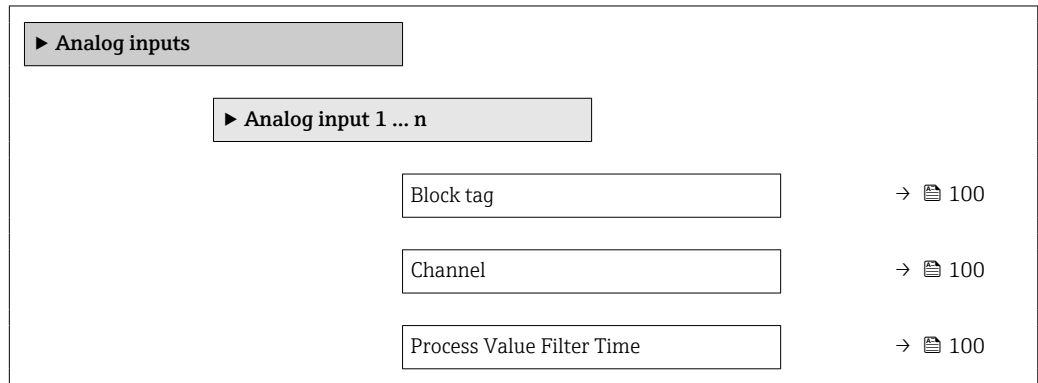 ▶ Analog inputs
▶ Analog input 1 ... n
Block tag → 100
Channel → 100
Process Value Filter Time → 100